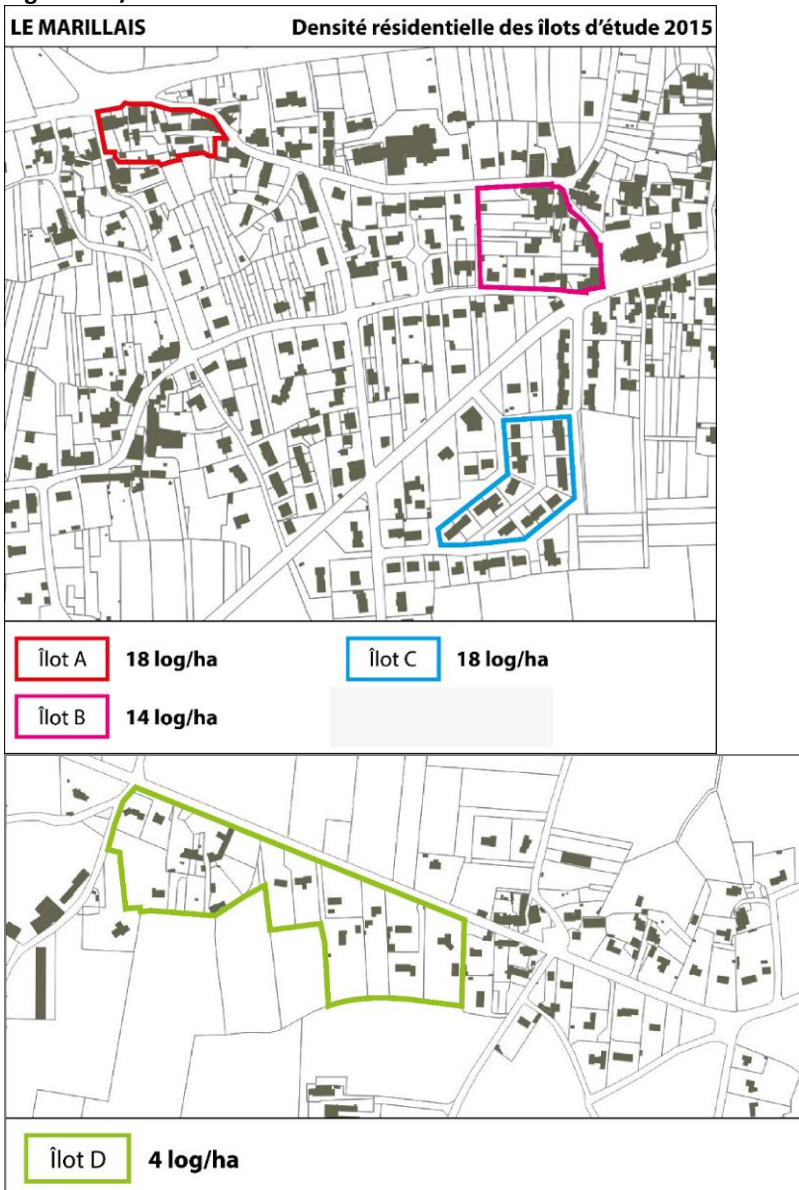 LE MARILLAIS Densité résidentielle des îlots d’étude 2015
Îlot A 18 log/ha Îlot C 18 log/ha
Îlot B 14 log/ha
Îlot D 4 log/ha